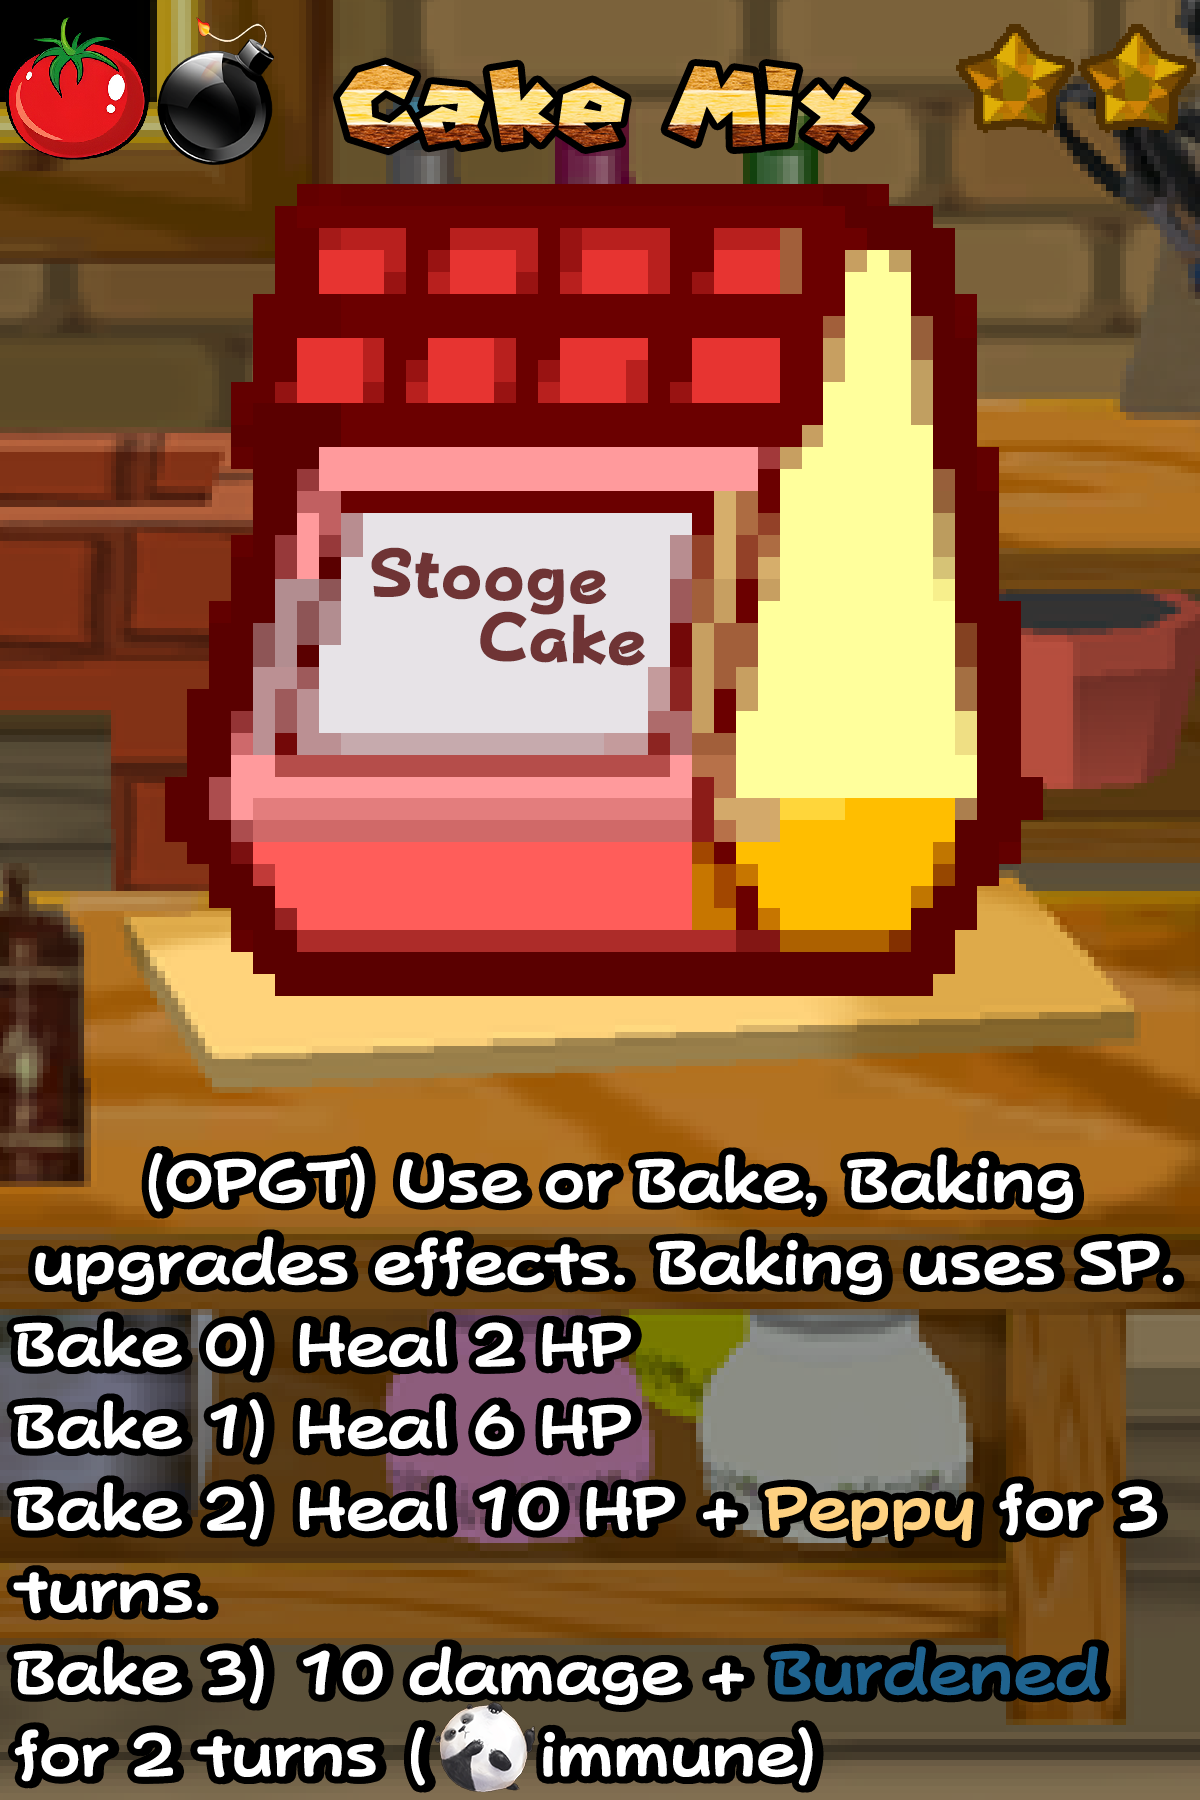 Cake Mix
Stooge
Cake
(OPGT) Use or Bake, Baking
upgrades effects. Baking uses SP.
Bake 0) Heal 2 HP
Bake 1) Heal 6 HP
Bake 2) Heal 10 HP + Peppy for 3
turns.
Bake 3) 10 damage + Burdened
for 2 turns ( immune)